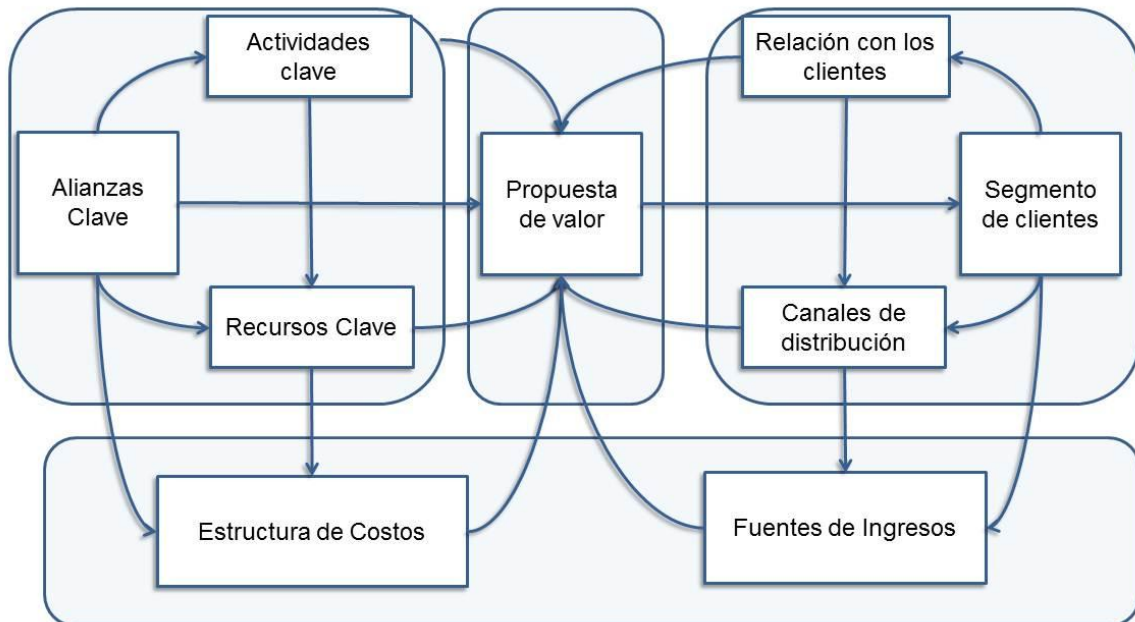 Actividades
clave
Relación con los
clientes
Alianzas
Clave
Propuesta
de valor
Segmento
de clientes
Recursos Clave
Canales de
distribución
Estructura de Costos
Fuentes de Ingresos